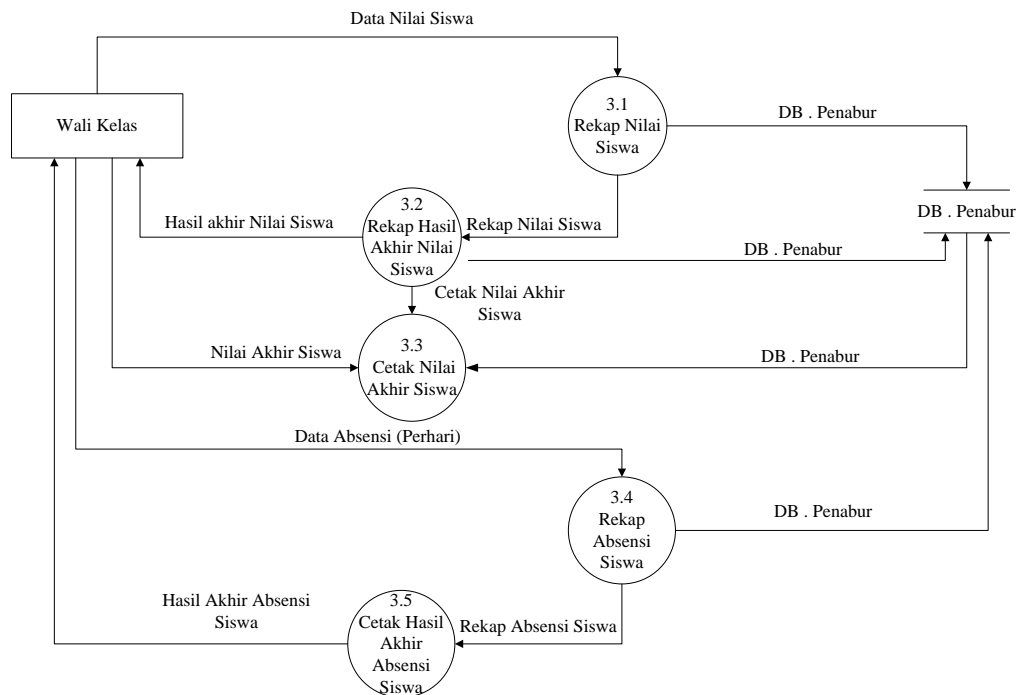 Data Nilai Siswa
Wali Kelas
3.1
Rekap Nilai
Siswa
DB . Penabur
DB . Penabur
Hasil akhir Nilai Siswa
3.2
Rekap Hasil
Akhir Nilai
Siswa
Rekap Nilai Siswa
DB . Penabur
Cetak Nilai Akhir
Siswa
Nilai Akhir Siswa
3.3
Cetak Nilai
Akhir Siswa
DB . Penabur
Data Absensi (Perhari)
3.4
Rekap
Absensi
Siswa
DB . Penabur
Hasil Akhir Absensi
Siswa
3.5
Cetak Hasil
Akhir
Absensi
Siswa
Rekap Absensi Siswa